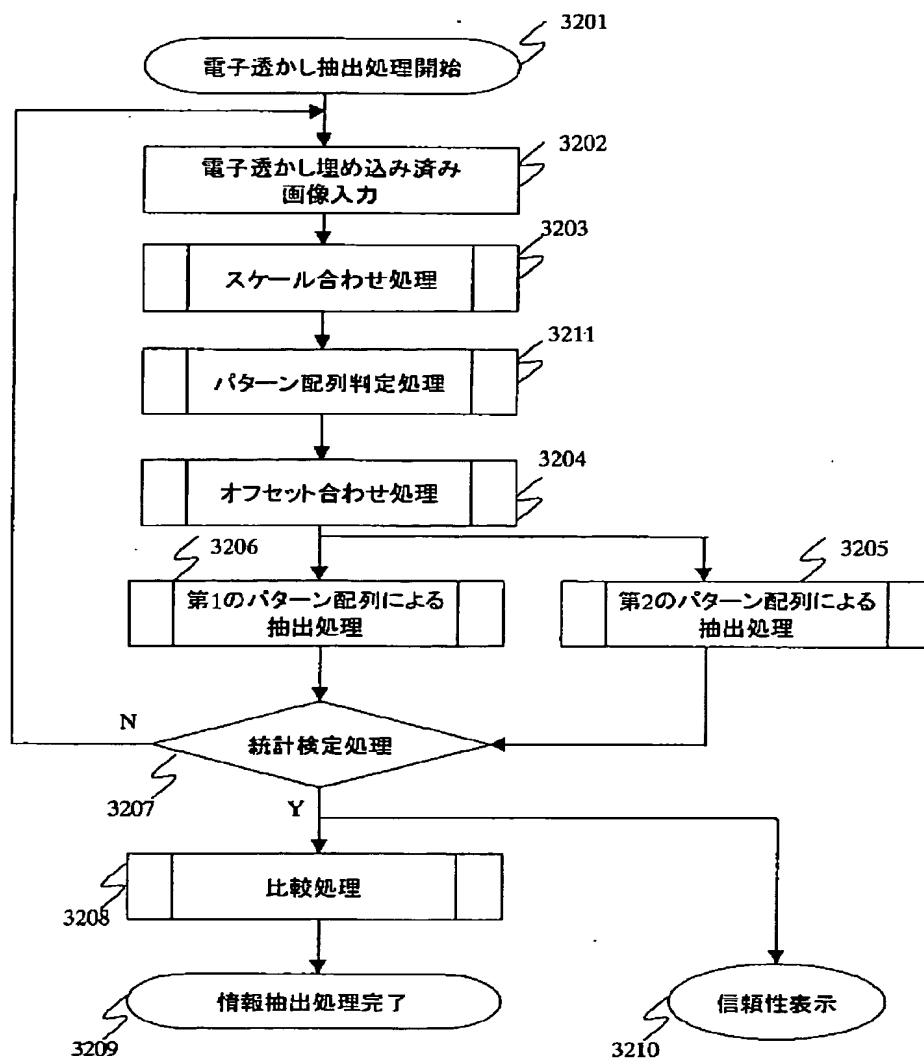 3201
電子透かし抽出処理開始
3202
電子透かし埋め込み済み
画像入力
3203
スケール合わせ処理
3211
パターン配列判定処理
3204
オフセット合わせ処理
3206
第1のパターン配列による
抽出処理
3205
第2のパターン配列による
抽出処理
N
統計検定処理
3207
Y
比較処理
3208
情報抽出処理完了
3209
信頼性表示
3210